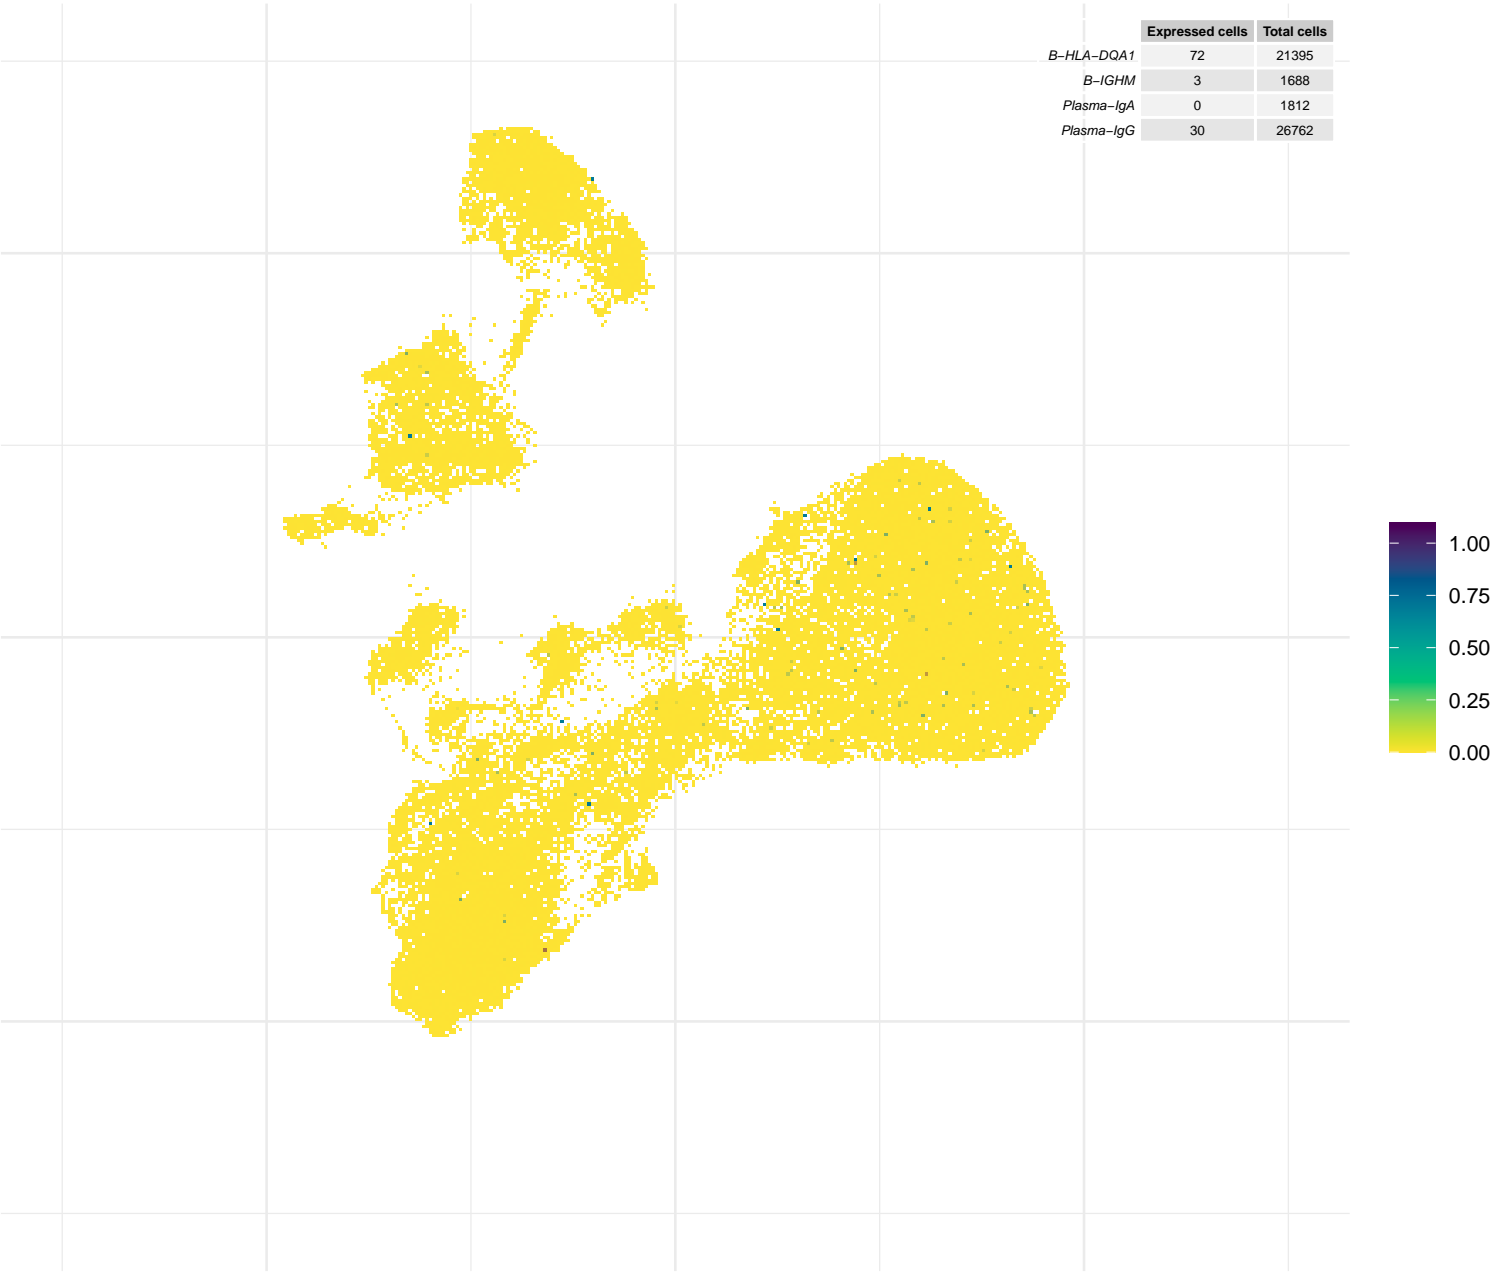 Expressed cells Total cells
B−HLA−DQA1 72 21395
B−IGHM 3 1688
Plasma−IgA 0 1812
Plasma−IgG 30 26762
1.00
0.75
0.50
0.25
0.00